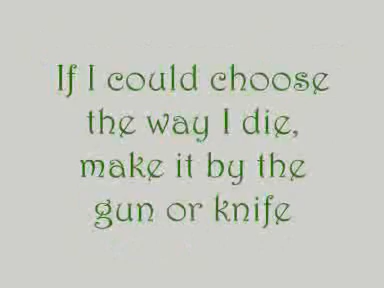 If I could choose
the way I die,
make it by the
gun or knife